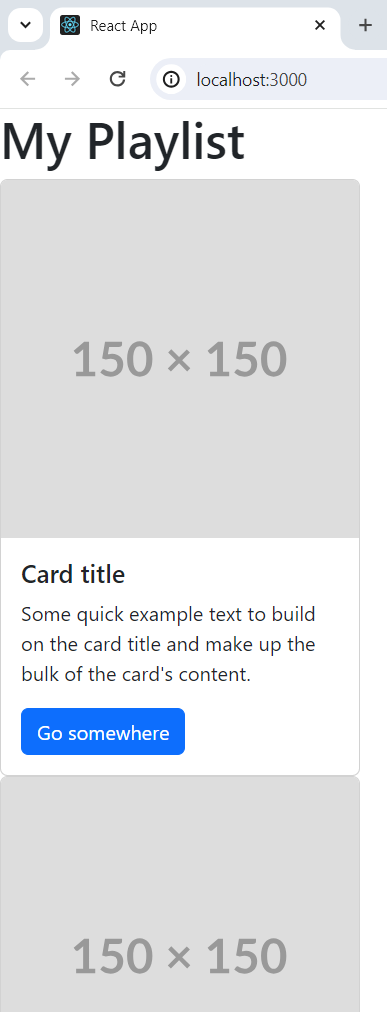 React App
localhost:3000
My Playlist
150 × 150
Card title
Some quick example text to build
on the card title and make up the
bulk of the card's content.
Go somewhere
150 × 150